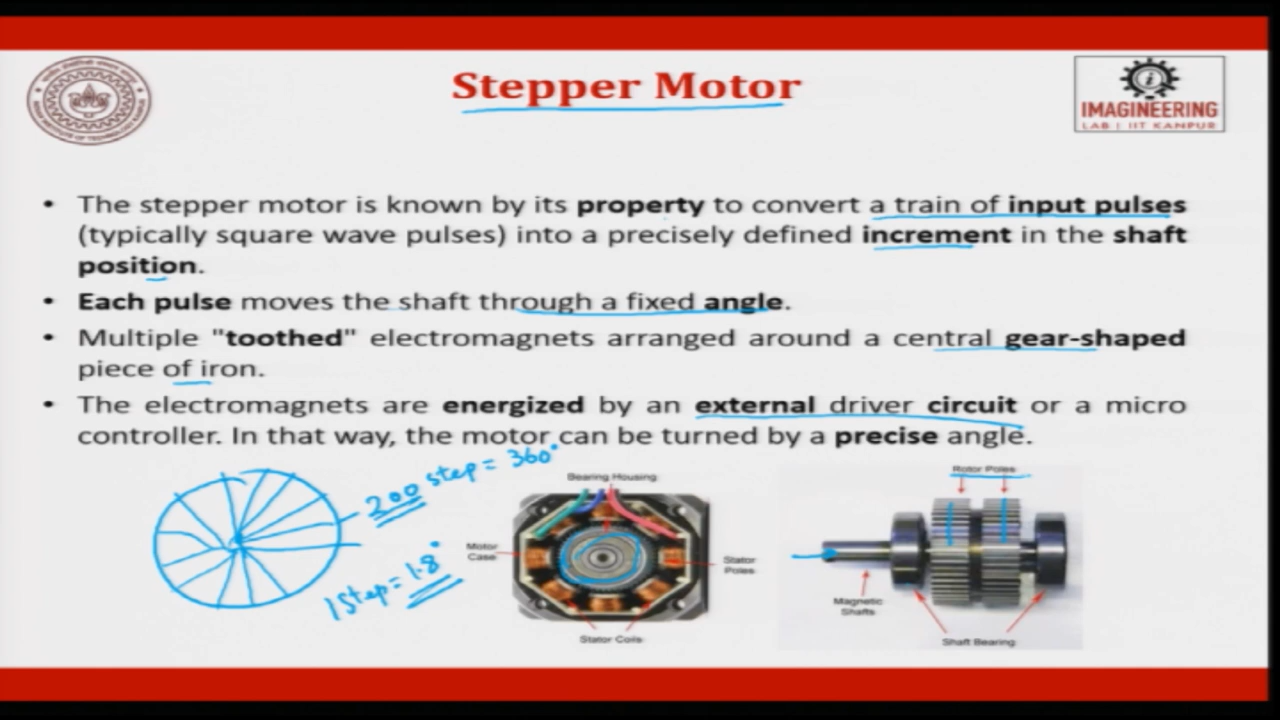 Stepper Motor
IMAGINEERING
LAB | IIT KANPUR
• The stepper motor is known by its property to convert a train of input pulses
(typically square wave pulses) into a precisely defined increment in the shaft
position.
• Each pulse moves the shaft through a fixed angle.
• Multiple "toothed" electromagnets arranged around a central gear-shaped
piece of iron.
• The electromagnets are energized by an external driver circuit or a micro
controller. In that way, the motor can be turned by a precise angle.
200 step = 360°
1 Step = 1.8°
Bearing Housing
Motor
Case
Stator
Poles
Stator Coils
Rotor Poles
Magnetic
Shafts
Shaft Bearing